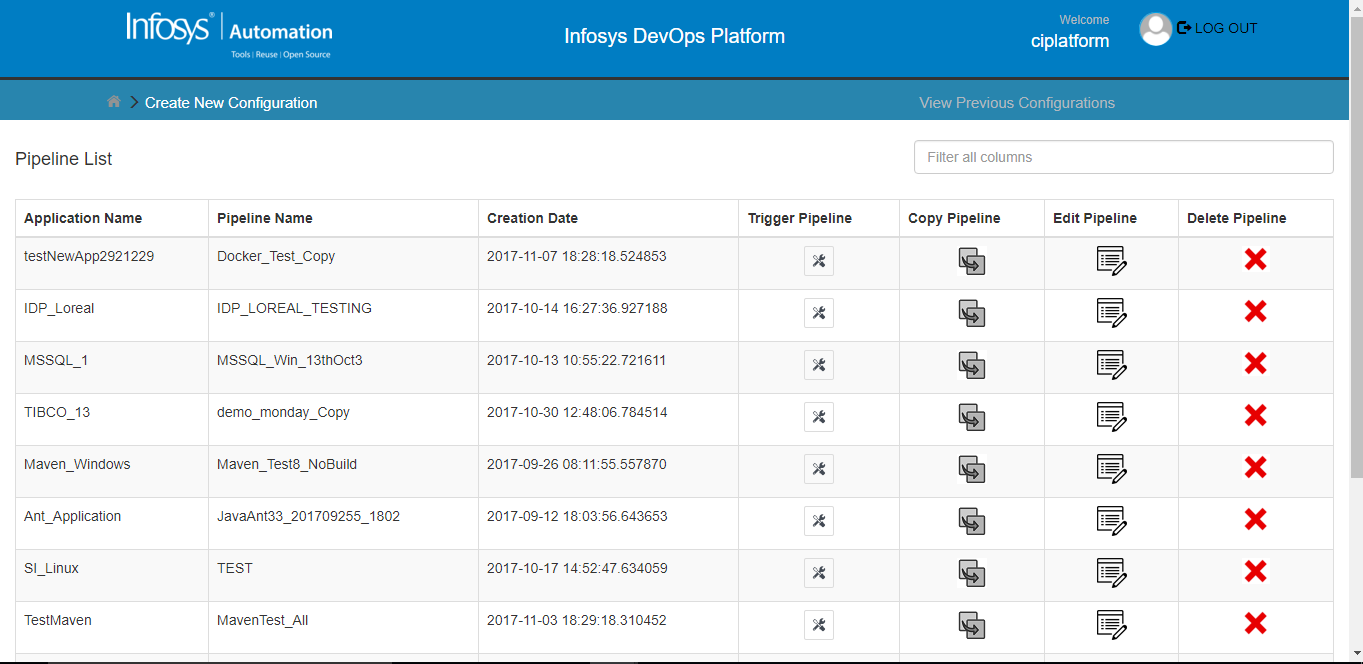 Infosys® | Automation
Tools | Reuse | Open Source
Infosys DevOps Platform
Welcome
ciplatform
LOG OUT
Create New Configuration
View Previous Configurations
Pipeline List
Filter all columns
Application Name Pipeline Name Creation Date Trigger Pipeline Copy Pipeline Edit Pipeline Delete Pipeline
testNewApp2921229 Docker_Test_Copy 2017-11-07 18:28:18.524853
IDP_Loreal IDP_LOREAL_TESTING 2017-10-14 16:27:36.927188
MSSQL_1 MSSQL_Win_13thOct3 2017-10-13 10:55:22.721611
TIBCO_13 demo_monday_Copy 2017-10-30 12:48:06.784514
Maven_Windows Maven_Test8_NoBuild 2017-09-26 08:11:55.557870
Ant_Application JavaAnt33_201709255_1802 2017-09-12 18:03:56.643653
SI_Linux TEST 2017-10-17 14:52:47.634059
TestMaven MavenTest_All 2017-11-03 18:29:18.310452